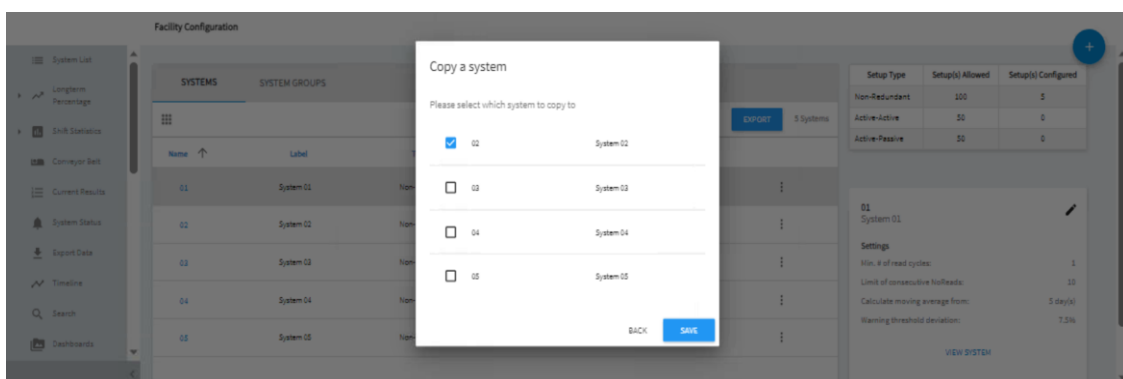 Facility Configuration
System List
Longterm
Percentage
Shift Statistics
Conveyor Belt
Current Results
System Status
Export Data
Timeline
Search
Dashboards
SYSTEMS SYSTEM GROUPS
EXPORT 5 Systems
Name ↑ Label T
01 System 01 Non-
02 System 02 Non-
03 System 03 Non-
04 System 04 Non-
05 System 05 Non-
Copy a system
Please select which system to copy to
02 System 02
03 System 03
04 System 04
05 System 05
BACK SAVE
+
Setup Type Setup(s) Allowed Setup(s) Configured
Non-Redundant 100 5
Active-Active 50 0
Active-Passive 50 0
01
System 01
Settings
Min. # of read cycles: 1
Limit of consecutive NoReads: 10
Calculate moving average from: 5 day(s)
Warning threshold deviation: 7.5%
VIEW SYSTEM